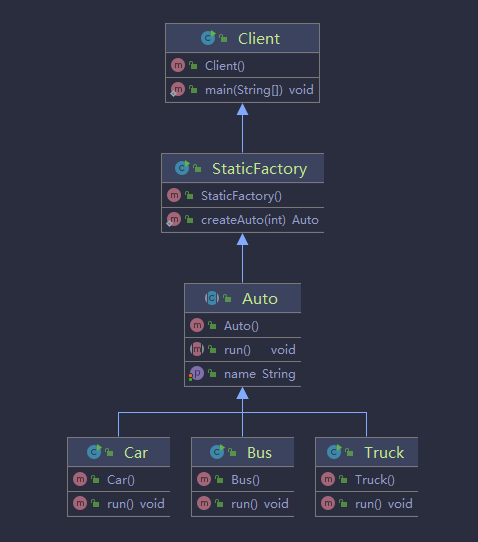 Client
Client()
main(String[]) void
StaticFactory
StaticFactory()
createAuto(int) Auto
Auto
Auto()
run() void
name String
Car
Car()
run() void
Bus
Bus()
run() void
Truck
Truck()
run() void